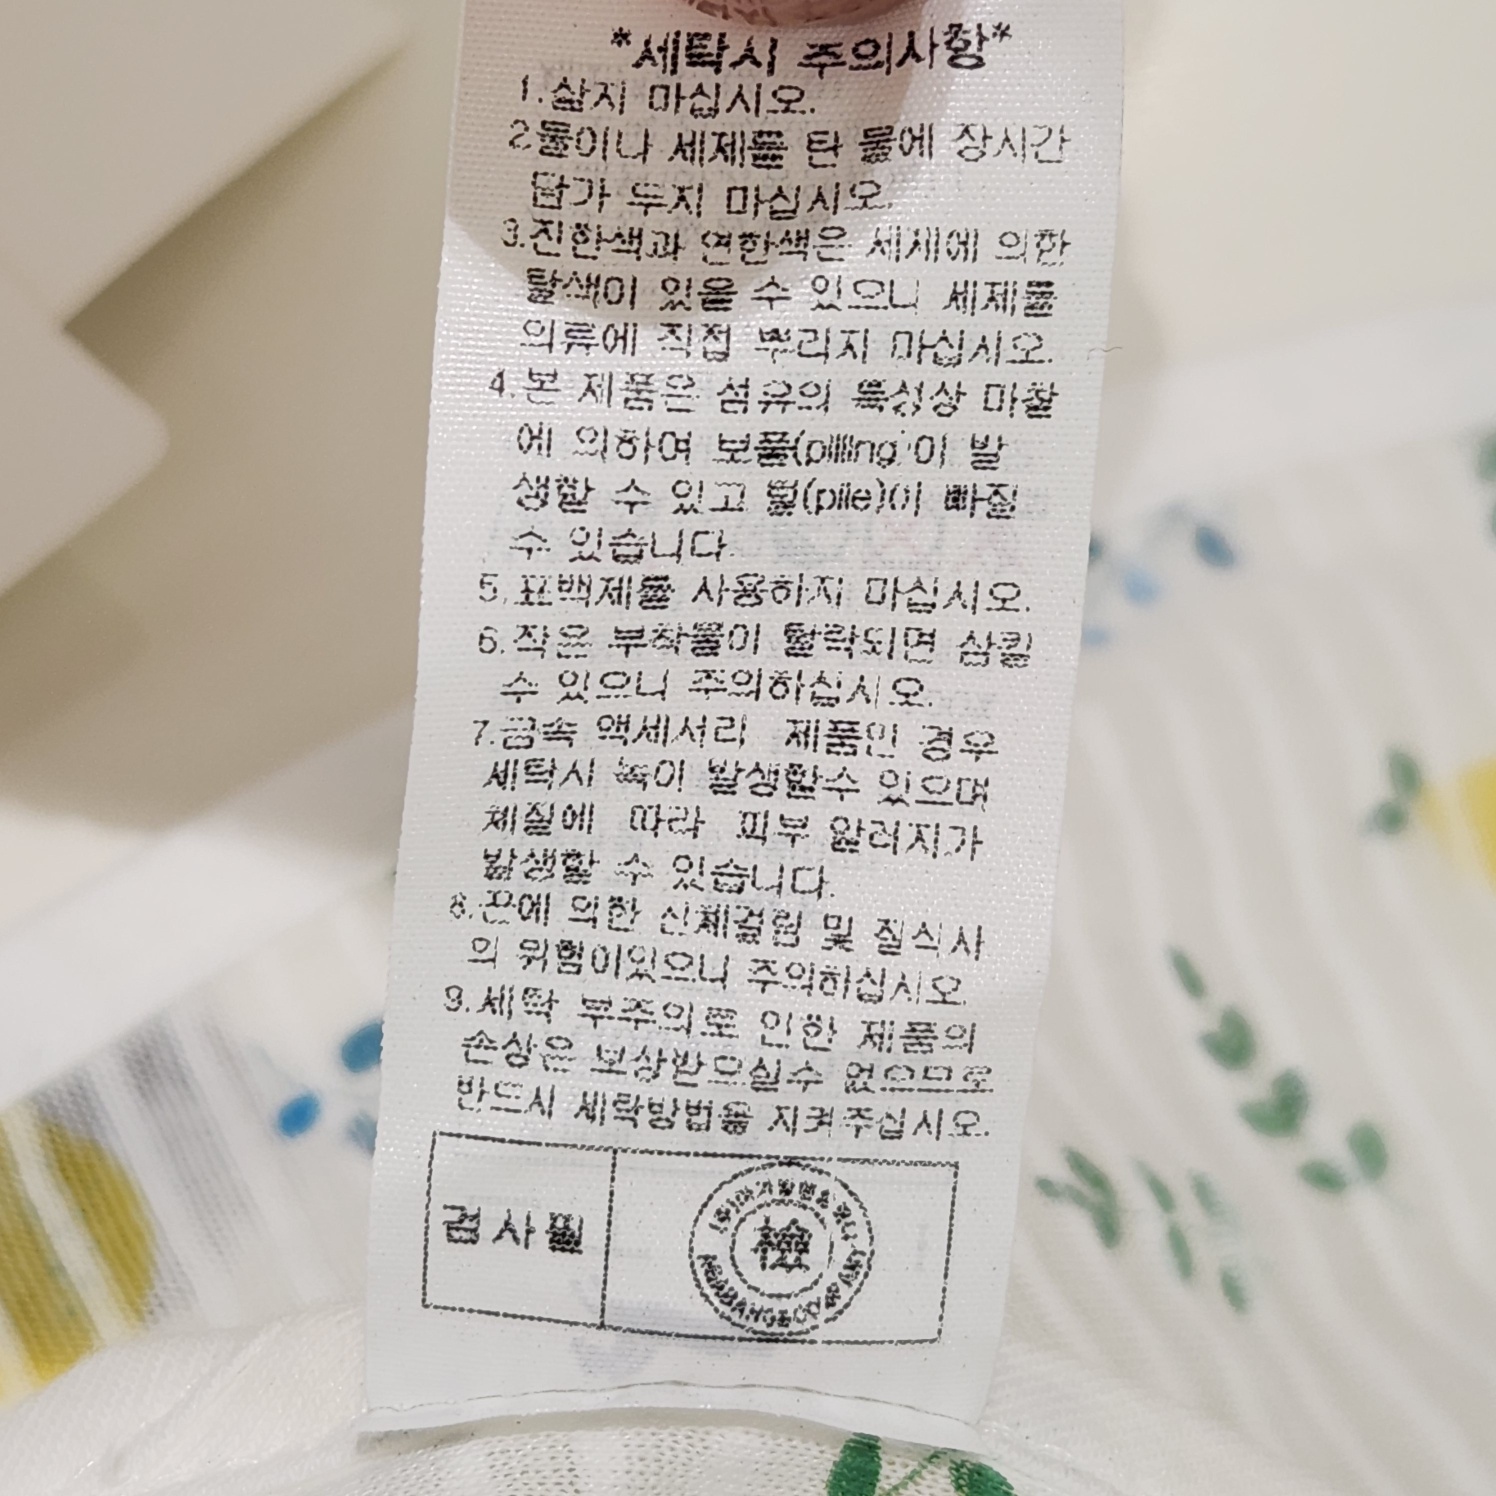 *세탁시 주의사항*
1.삶지 마십시오.
2물이나 세제를 탄 물에 장시간
담가 두지 마십시오.
3.진한색과 연한색은 세제에 의한
탈색이 있을 수 있으니 세제를
의류에 직접 뿌리지 마십시오.
4.본 제품은 섬유의 특성상 마찰
에 의하여 보풀(pilling)이 발
생할 수 있고 털(pile)이 빠질
수 있습니다.
5.표백제를 사용하지 마십시오.
6.작은 부착물이 탈락되면 삼킬
수 있으니 주의하십시오.
7.금속 액세서리 제품인 경우
세탁시 녹이 발생할수 있으며
체질에 따라 피부 알러지가
발생할 수 있습니다.
8.끈에 의한 신체걸림 및 질식사
의 위험이있으니 주의하십시오.
9.세탁 부주의로 인한 제품의
손상은 보상받으실수 없으므로
반드시 세탁방법을 지켜주십시오.
검사필
檢